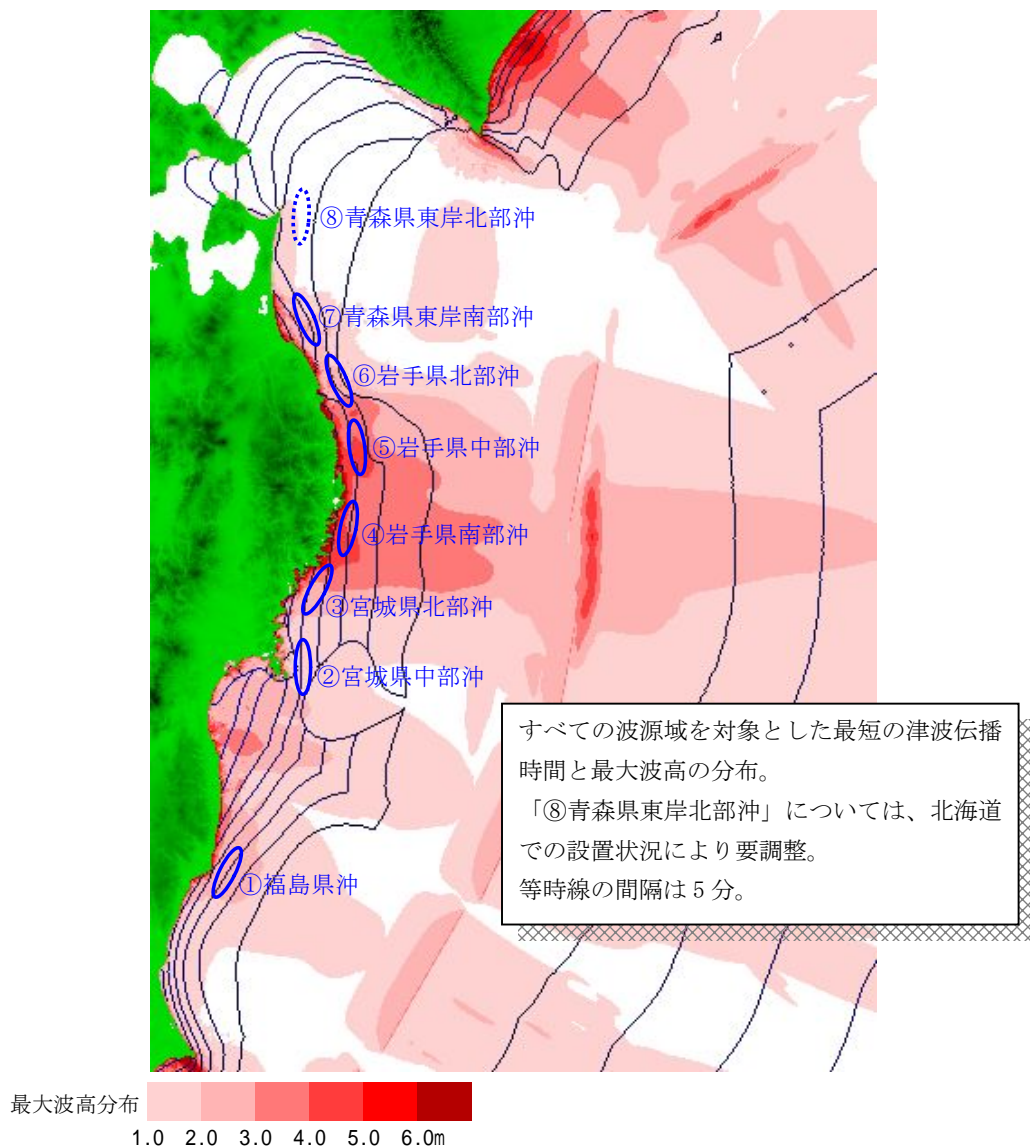 ⑧青森県東岸北部沖
⑦青森県東岸南部沖
⑥岩手県北部沖
⑤岩手県中部沖
④岩手県南部沖
③宮城県北部沖
②宮城県中部沖
すべての波源域を対象とした最短の津波伝播
時間と最大波高の分布。
「⑧青森県東岸北部沖」については、北海道
での設置状況により要調整。
等時線の間隔は5分。
①福島県沖
最大波高分布
1.0 2.0 3.0 4.0 5.0 6.0m